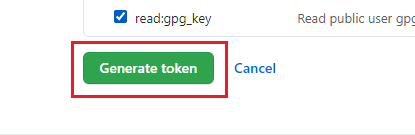 read:gpg_key Read public user gpg
Generate token Cancel